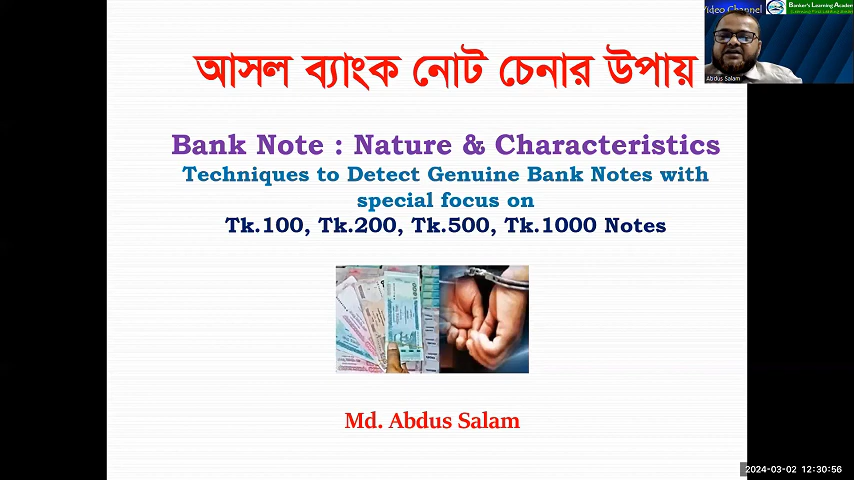 আসল ব্যাংক নোট চেনার উপায়
Bank Note : Nature & Characteristics
Techniques to Detect Genuine Bank Notes with
special focus on
Tk.100, Tk.200, Tk.500, Tk.1000 Notes
Md. Abdus Salam
Video Channel
Banker's Learning Academ
Abdus Salam
2024-03-02 12:30:56